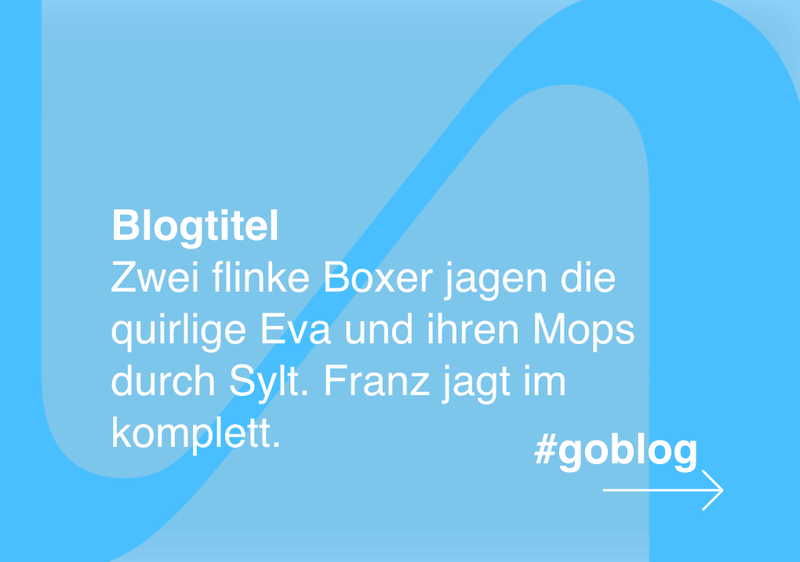 Blogtitel
Zwei flinke Boxer jagen die
quirlige Eva und ihren Mops
durch Sylt. Franz jagt im
komplett.
#goblog